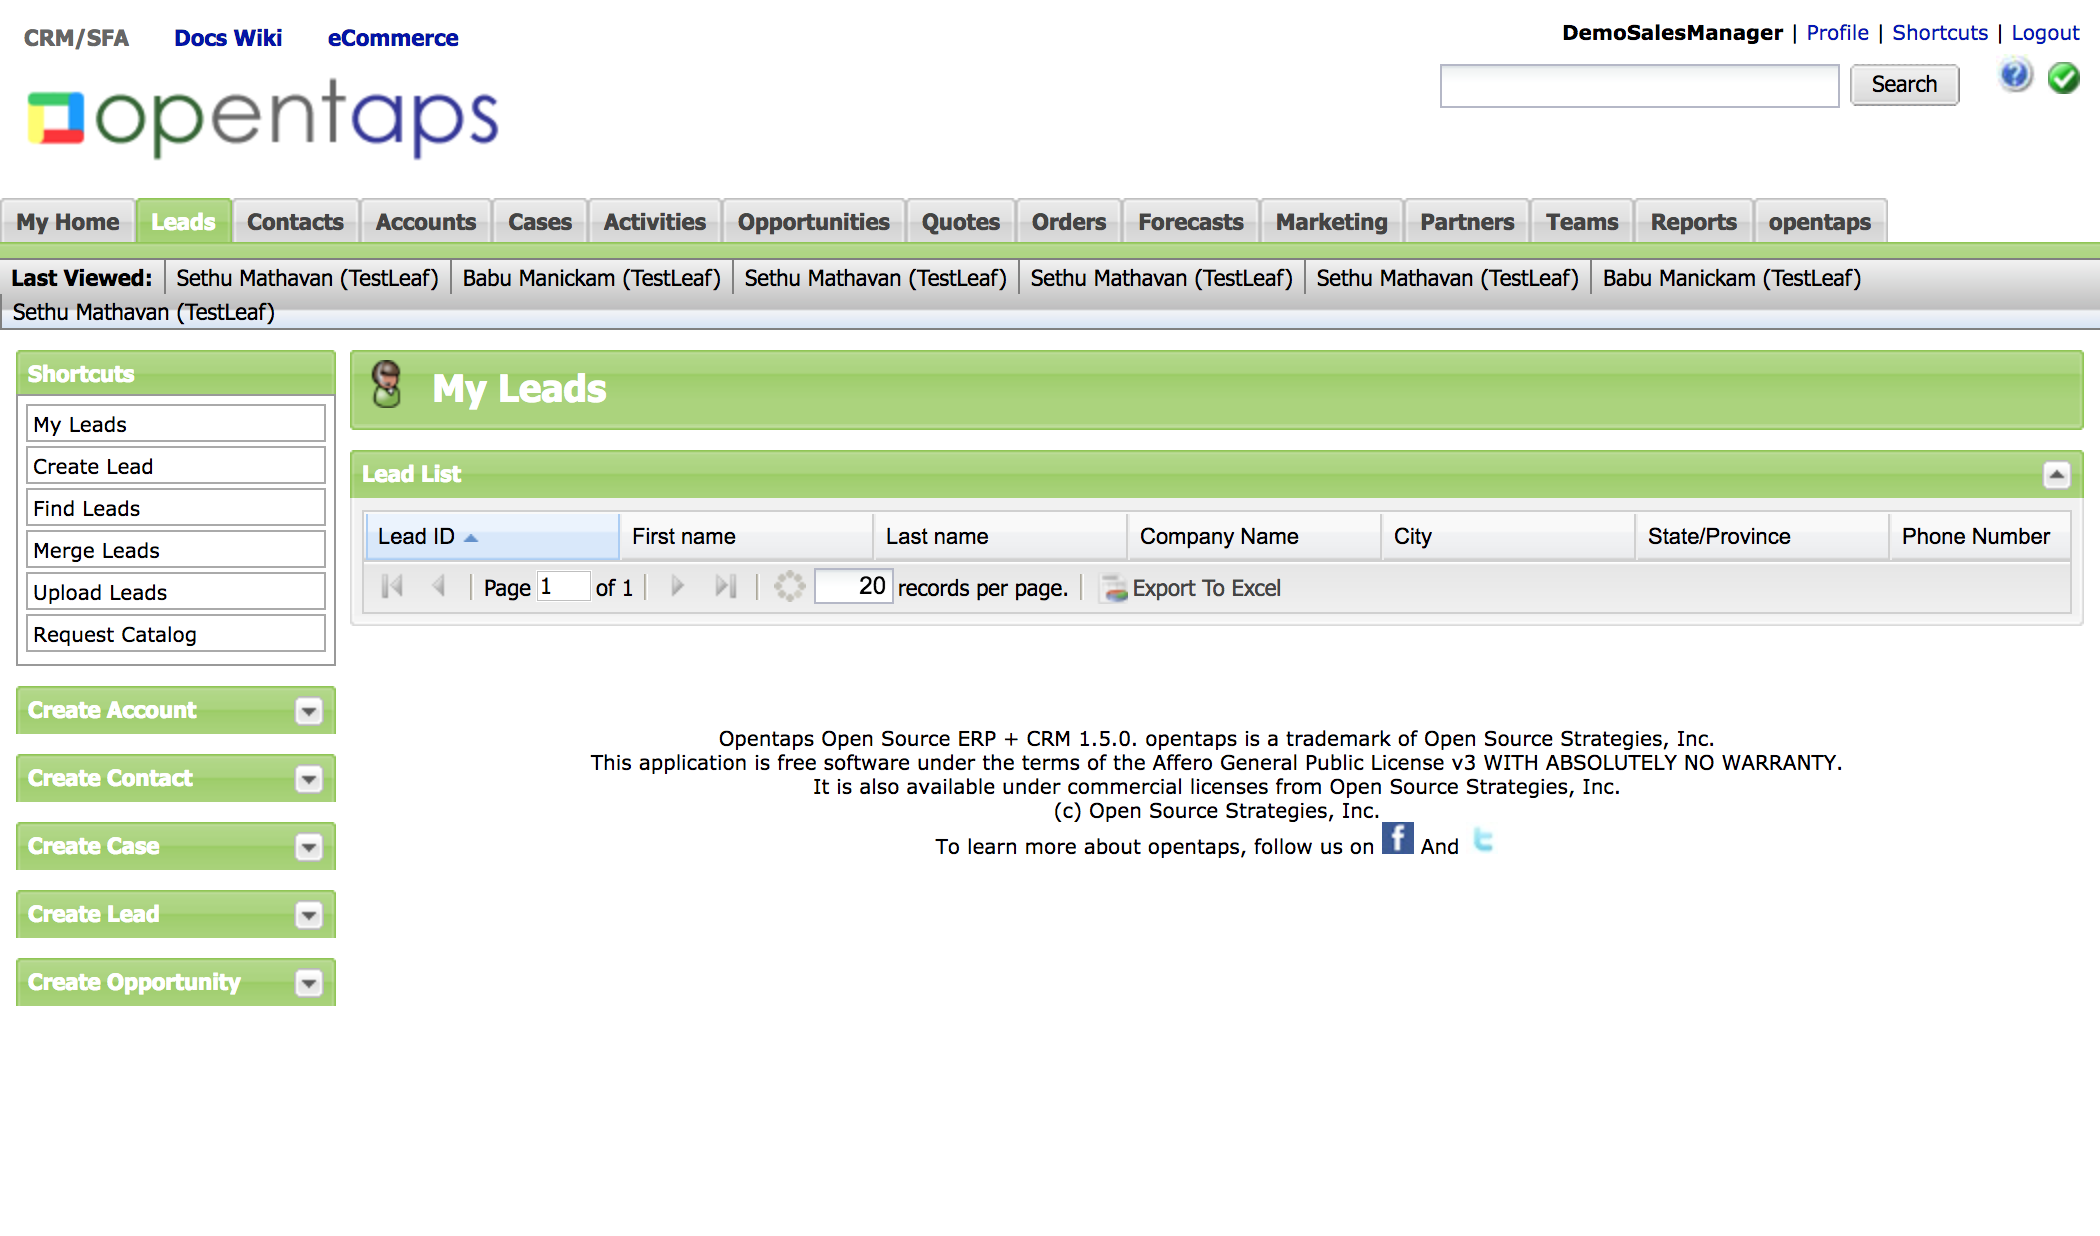 CRM/SFA Docs Wiki eCommerce
DemoSalesManager | Profile | Shortcuts | Logout
Search
opentaps
My Home Leads Contacts Accounts Cases Activities Opportunities Quotes Orders Forecasts Marketing Partners Teams Reports opentaps
Last Viewed: Sethu Mathavan (TestLeaf) Babu Manickam (TestLeaf) Sethu Mathavan (TestLeaf) Sethu Mathavan (TestLeaf) Sethu Mathavan (TestLeaf) Babu Manickam (TestLeaf)
Sethu Mathavan (TestLeaf)
Shortcuts
My Leads
Create Lead
Find Leads
Merge Leads
Upload Leads
Request Catalog
Create Account
Create Contact
Create Case
Create Lead
Create Opportunity
My Leads
Lead List
Lead ID First name Last name Company Name City State/Province Phone Number
Page 1 of 1 20 records per page. Export To Excel
Opentaps Open Source ERP + CRM 1.5.0. opentaps is a trademark of Open Source Strategies, Inc.
This application is free software under the terms of the Affero General Public License v3 WITH ABSOLUTELY NO WARRANTY.
It is also available under commercial licenses from Open Source Strategies, Inc.
(c) Open Source Strategies, Inc.
To learn more about opentaps, follow us on f And t